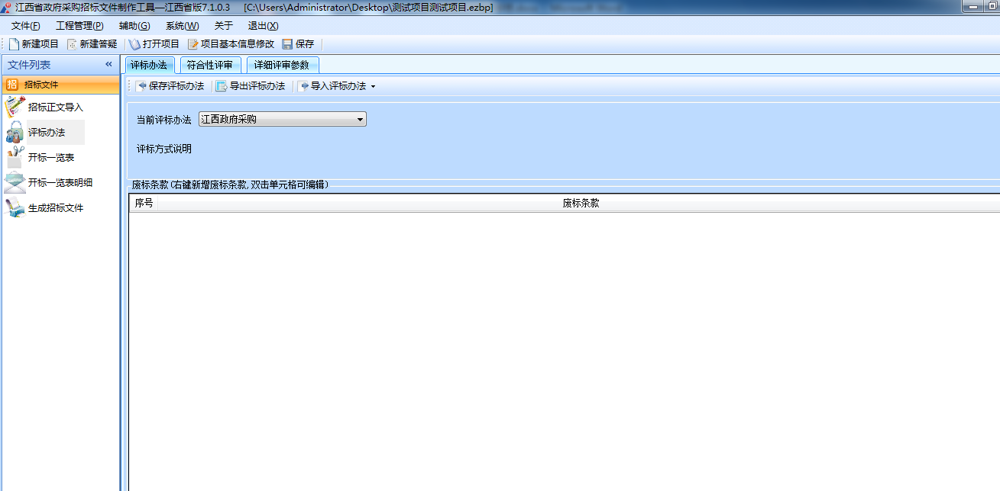 江西省政府采购招标文件制作工具—江西省版7.1.0.3 [C:\Users\Administrator\Desktop\测试项目测试项目.ezbp]
文件(F) 工程管理(P) 辅助(G) 系统(W) 关于 退出(X)
新建项目 新建答疑 打开项目 项目基本信息修改 保存
文件列表 «
评标办法 符合性评审 详细评审参数
招 招标文件
保存评标办法 导出评标办法 导入评标办法
招标正文导入
评标办法
开标一览表
开标一览表明细
生成招标文件
当前评标办法 江西政府采购
评标方式说明
废标条款(右键新增废标条款,双击单元格可编辑)
序号 废标条款